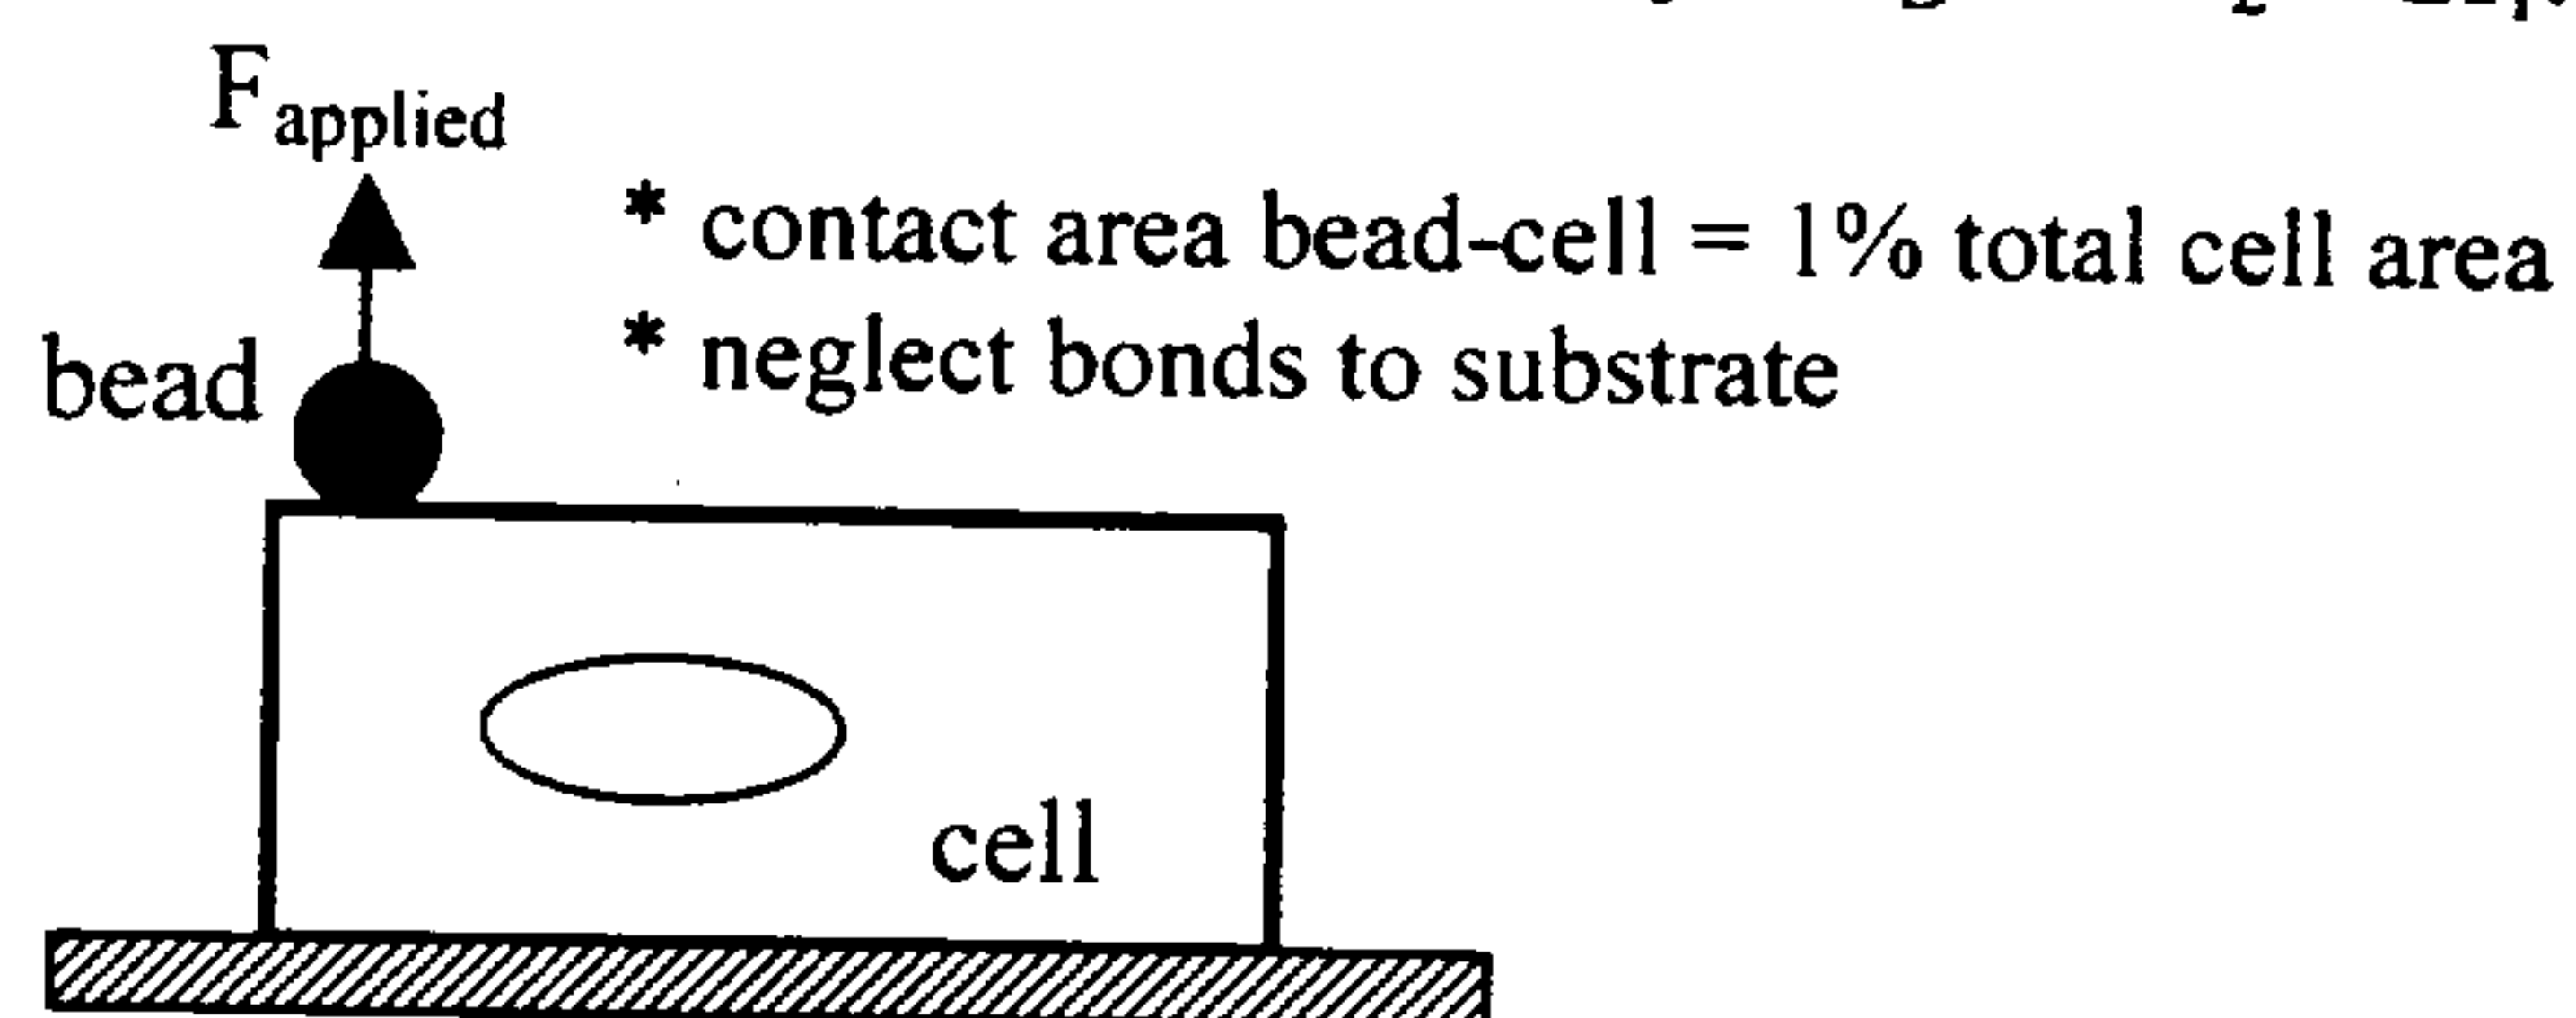 F applied
* contact area bead-cell = 1% total cell area
* neglect bonds to substrate
bead
cell